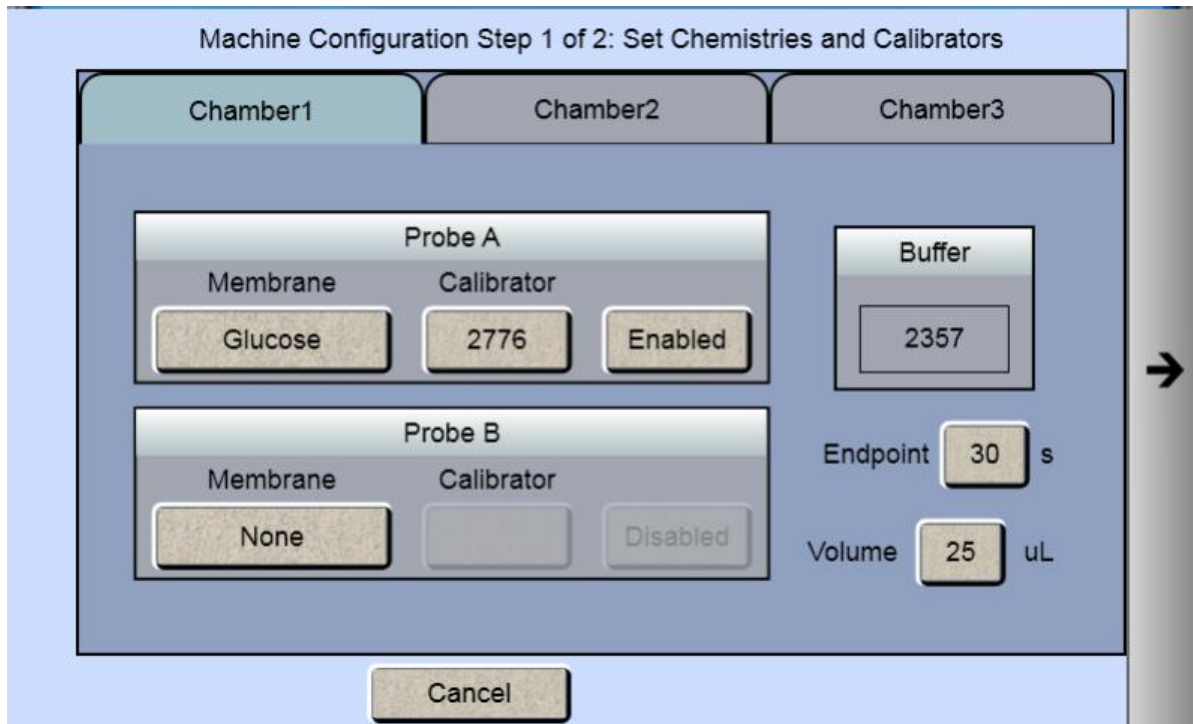 Machine Configuration Step 1 of 2: Set Chemistries and Calibrators
Chamber1 Chamber2 Chamber3
Probe A
Membrane Calibrator
Glucose 2776 Enabled
Buffer
2357
Probe B
Membrane Calibrator
None Disabled
Endpoint 30 s
Volume 25 uL
Cancel